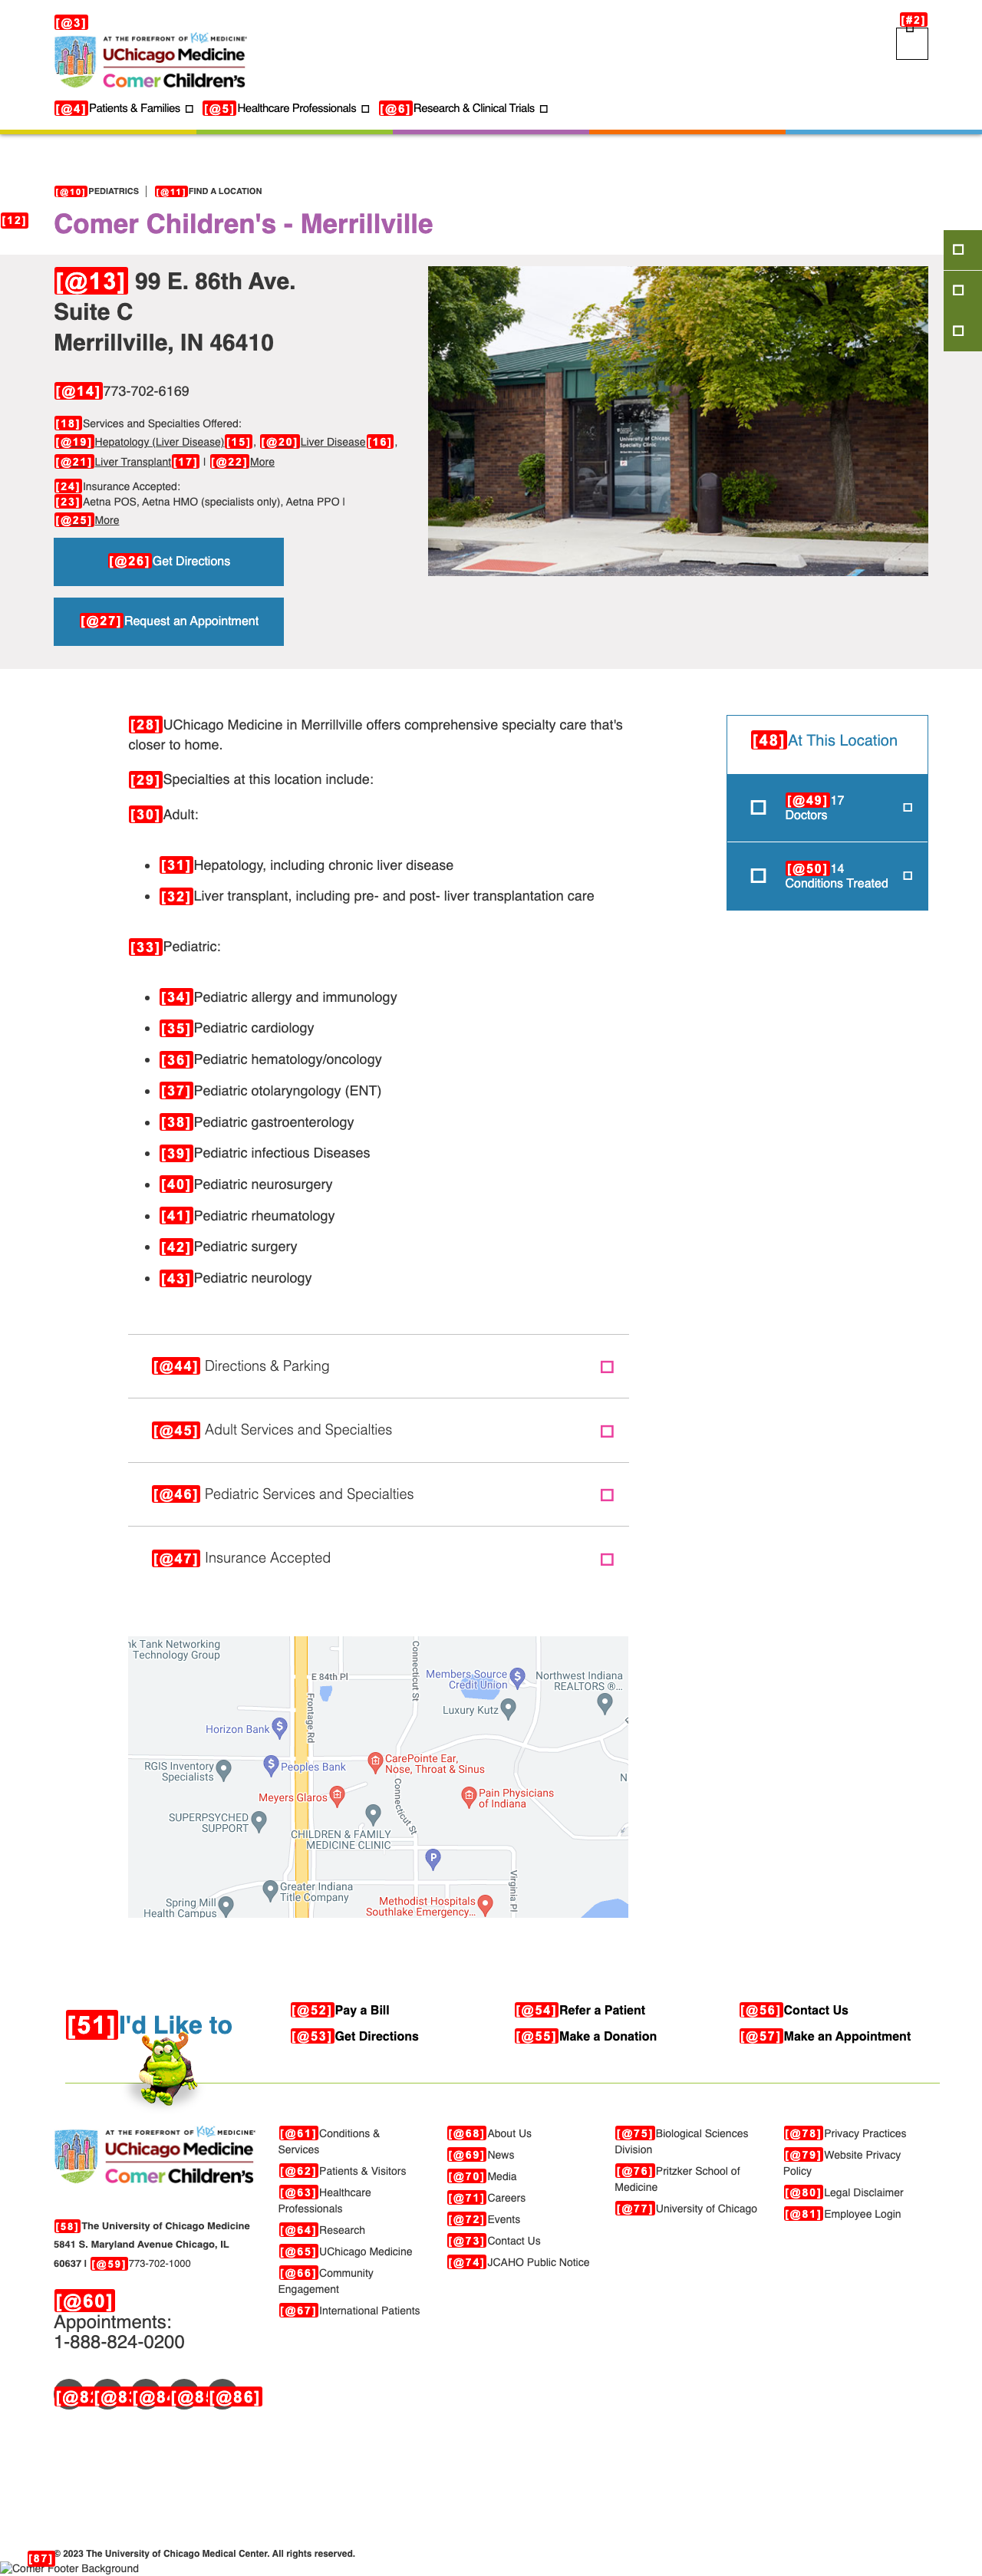 [@3]
[#2]
AT THE FOREFRONT OF KIDS MEDICINE®
UChicago Medicine
Comer Children's
[@4] Patients & Families [@5] Healthcare Professionals [@6] Research & Clinical Trials
[@10] PEDIATRICS | [@11] FIND A LOCATION
[12] Comer Children's - Merrillville
[@13] 99 E. 86th Ave.
Suite C
Merrillville, IN 46410
[@14] 773-702-6169
[18] Services and Specialties Offered:
[@19] Hepatology (Liver Disease) [15], [@20] Liver Disease [16],
[@21] Liver Transplant [17] | [@22] More
[24] Insurance Accepted:
[23] Aetna POS, Aetna HMO (specialists only), Aetna PPO |
[@25] More
[@26] Get Directions
[@27] Request an Appointment
University of Chicago
Specialty Clinic
[28] UChicago Medicine in Merrillville offers comprehensive specialty care that's
closer to home.
[29] Specialties at this location include:
[30] Adult:
• [31] Hepatology, including chronic liver disease
• [32] Liver transplant, including pre- and post- liver transplantation care
[33] Pediatric:
• [34] Pediatric allergy and immunology
• [35] Pediatric cardiology
• [36] Pediatric hematology/oncology
• [37] Pediatric otolaryngology (ENT)
• [38] Pediatric gastroenterology
• [39] Pediatric infectious Diseases
• [40] Pediatric neurosurgery
• [41] Pediatric rheumatology
• [42] Pediatric surgery
• [43] Pediatric neurology
[48] At This Location
[@49] 17
Doctors
[@50] 14
Conditions Treated
[@44] Directions & Parking
[@45] Adult Services and Specialties
[@46] Pediatric Services and Specialties
[@47] Insurance Accepted
nk Tank Networking
Technology Group
E 84th Pl
Connecticut St
Members Source
Credit Union
Northwest Indiana
REALTORS ®...
Frontage Rd
Luxury Kutz
Horizon Bank
RGIS Inventory
Specialists
Peoples Bank
CarePointe Ear,
Nose, Throat & Sinus
N
Meyers Glaros
Connecticut St
Pain Physicians
of Indiana
SUPERPSYCHED
SUPPORT
CHILDREN & FAMILY
MEDICINE CLINIC
P
Virginia Pl
Greater Indiana
Title Company
Spring Mill
Health Campus
Methodist Hospitals
Southlake Emergency...
[51] I'd Like to
[@52] Pay a Bill
[@53] Get Directions
[@54] Refer a Patient
[@55] Make a Donation
[@56] Contact Us
[@57] Make an Appointment
AT THE FOREFRONT OF KIDS MEDICINE®
UChicago Medicine
Comer Children's
[58] The University of Chicago Medicine
5841 S. Maryland Avenue Chicago, IL
60637 | [@59] 773-702-1000
[@60]
Appointments:
1-888-824-0200
[@61] Conditions &
Services
[@62] Patients & Visitors
[@63] Healthcare
Professionals
[@64] Research
[@65] UChicago Medicine
[@66] Community
Engagement
[@67] International Patients
[@68] About Us
[@69] News
[@70] Media
[@71] Careers
[@72] Events
[@73] Contact Us
[@74] JCAHO Public Notice
[@75] Biological Sciences
Division
[@76] Pritzker School of
Medicine
[@77] University of Chicago
[@78] Privacy Practices
[@79] Website Privacy
Policy
[@80] Legal Disclaimer
[@81] Employee Login
[@86]
[87] © 2023 The University of Chicago Medical Center. All rights reserved.
Comer Footer Background